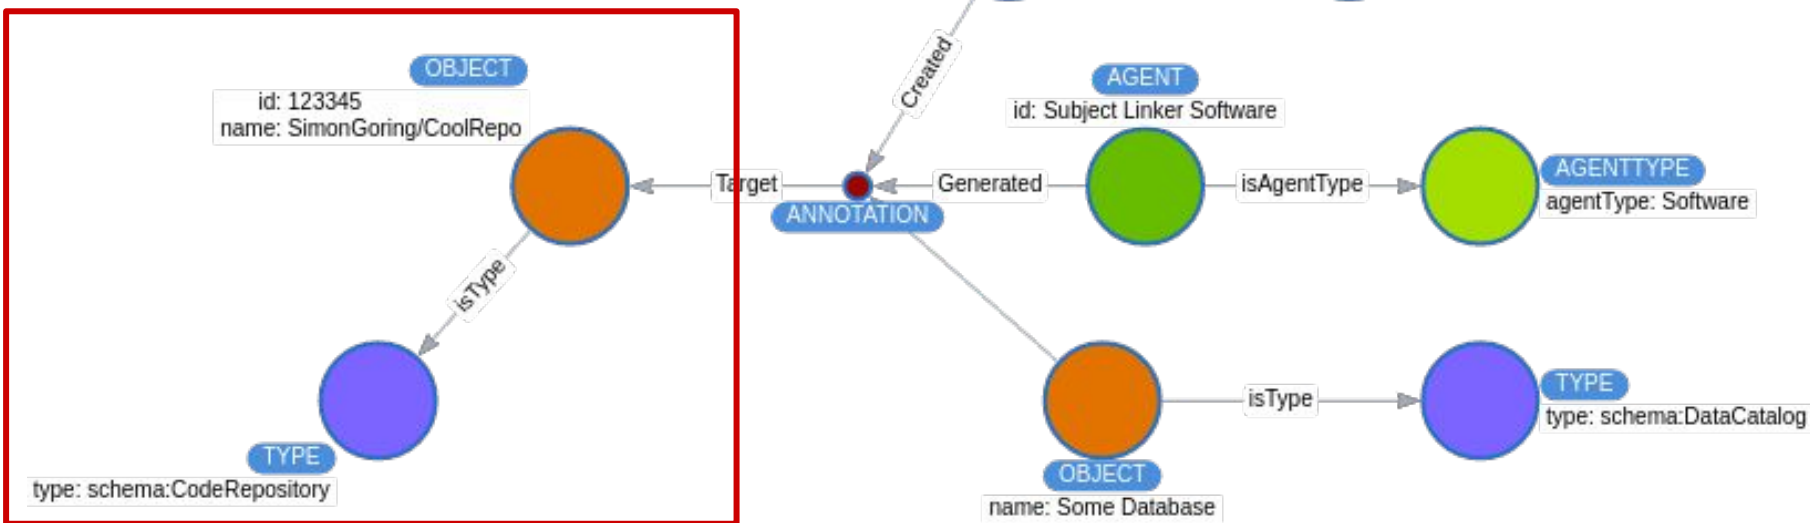 OBJECT
id: 123345
name: SimonGoring/CoolRepo
Created
AGENT
id: Subject Linker Software
Target
ANNOTATION
Generated
isAgentType
AGENTTYPE
agentType: Software
isType
TYPE
type: schema:CodeRepository
OBJECT
name: Some Database
isType
TYPE
type: schema:DataCatalog